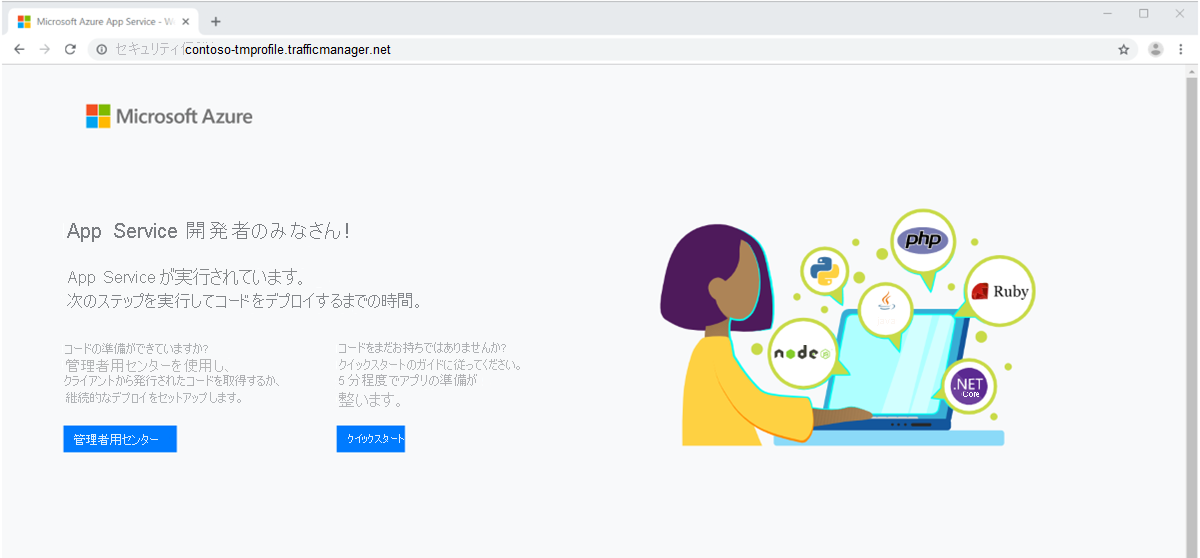 Microsoft Azure App Service - W
contoso-tmprofile.trafficmanager.net
Microsoft Azure
App Service 開発者のみなさん!
App Service が実行されています。
次のステップを実行してコードをデプロイするまでの時間。
コードの準備ができていますか?
管理者用センターを使用し、
クライアントから発行されたコードを取得するか、
継続的なデプロイをセットアップします。
管理者用センター
コードをまだお持ちではありませんか?
クイックスタートのガイドに従ってください。
5 分程度でアプリの準備が
整います。
クイックスタート
php
Ruby
node
JS
.NET
Core